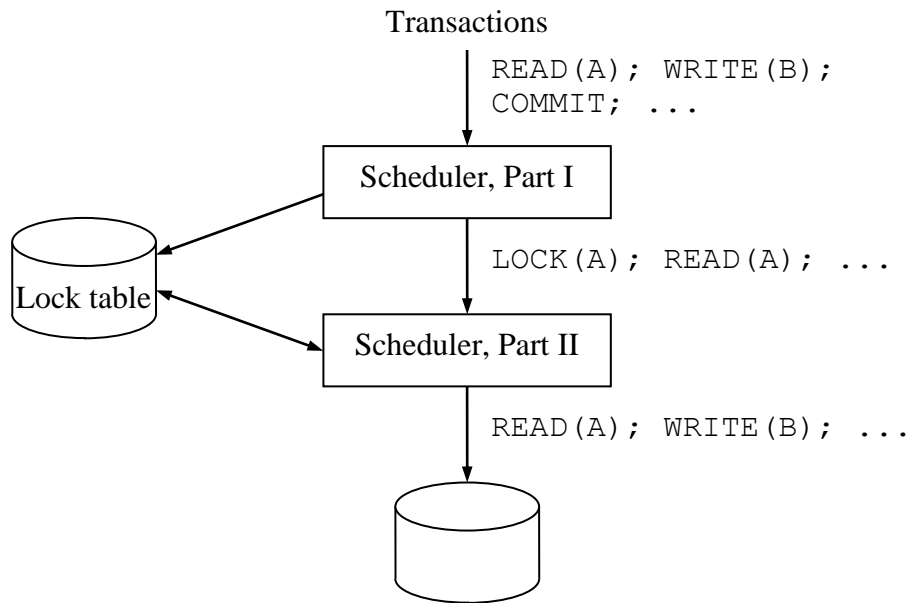 Transactions
READ(A); WRITE(B);
COMMIT; ...
Scheduler, Part I
LOCK(A); READ(A); ...
Lock table
Scheduler, Part II
READ(A); WRITE(B); ...